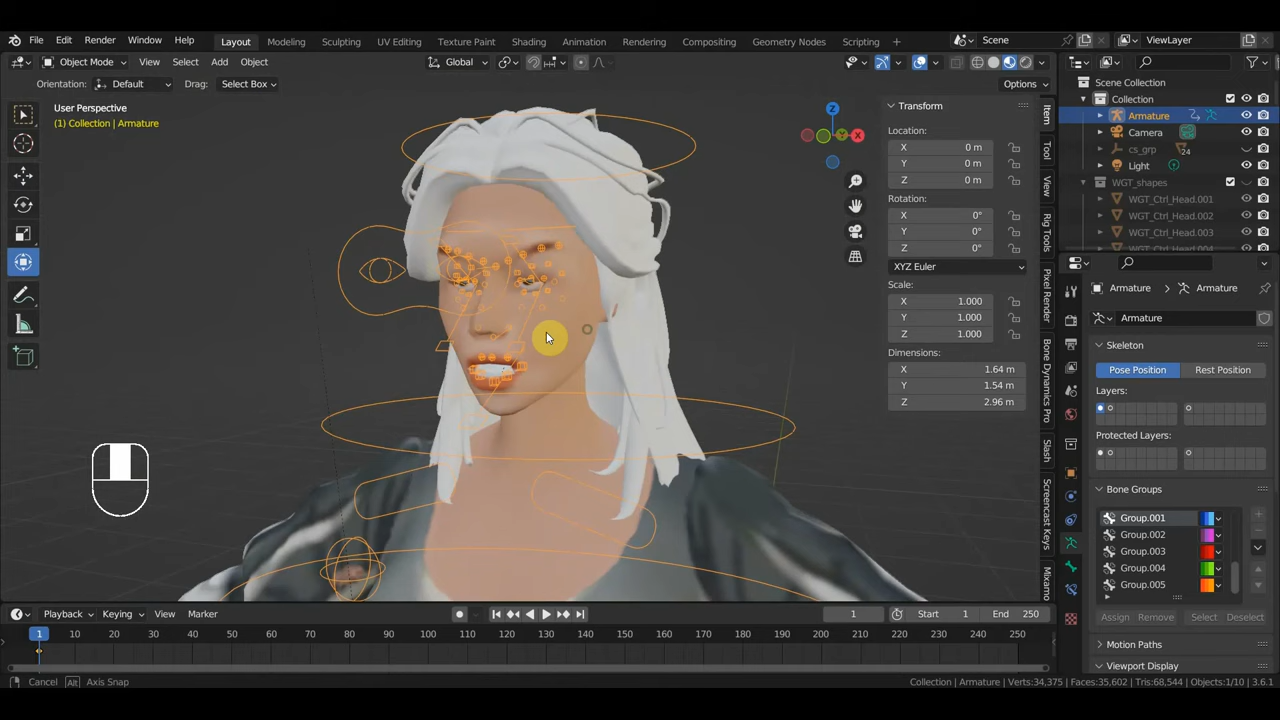 File Edit Render Window Help Layout Modeling Sculpting UV Editing Texture Paint Shading Animation Rendering Compositing Geometry Nodes Scripting + Scene ViewLayer
Object Mode View Select Add Object Global
Orientation: Default Drag: Select Box Options
User Perspective
(1) Collection | Armature
Z
Y
X
Transform
Location:
X 0 m
Y 0 m
Z 0 m
Rotation:
X 0°
Y 0°
Z 0°
XYZ Euler
Scale:
X 1.000
Y 1.000
Z 1.000
Dimensions:
X 1.64 m
Y 1.54 m
Z 2.96 m
Item
Tool
View
Rig Tools
Pixel Render
Bone Dynamics Pro
Slash
Screencast Keys
Mixamo
Scene Collection
Collection
Armature
Camera
cs_grp 24
Light
WGT_shapes
WGT_Ctrl_Head.001
WGT_Ctrl_Head.002
WGT_Ctrl_Head.003
WGT_Ctrl_Head.004
Armature > Armature
Armature
Skeleton
Pose Position Rest Position
Layers:
Protected Layers:
Bone Groups
Group.001
Group.002
Group.003
Group.004
Group.005
Assign Remove Select Deselect
Motion Paths
Viewport Display
Playback Keying View Marker 1 Start 1 End 250
1 10 20 30 40 50 60 70 80 90 100 110 120 130 140 150 160 170 180 190 200 210 220 230 240 250
Cancel Alt Axis Snap Collection | Armature | Verts:34,375 | Faces:35,602 | Tris:68,544 | Objects:1/10 | 3.6.1